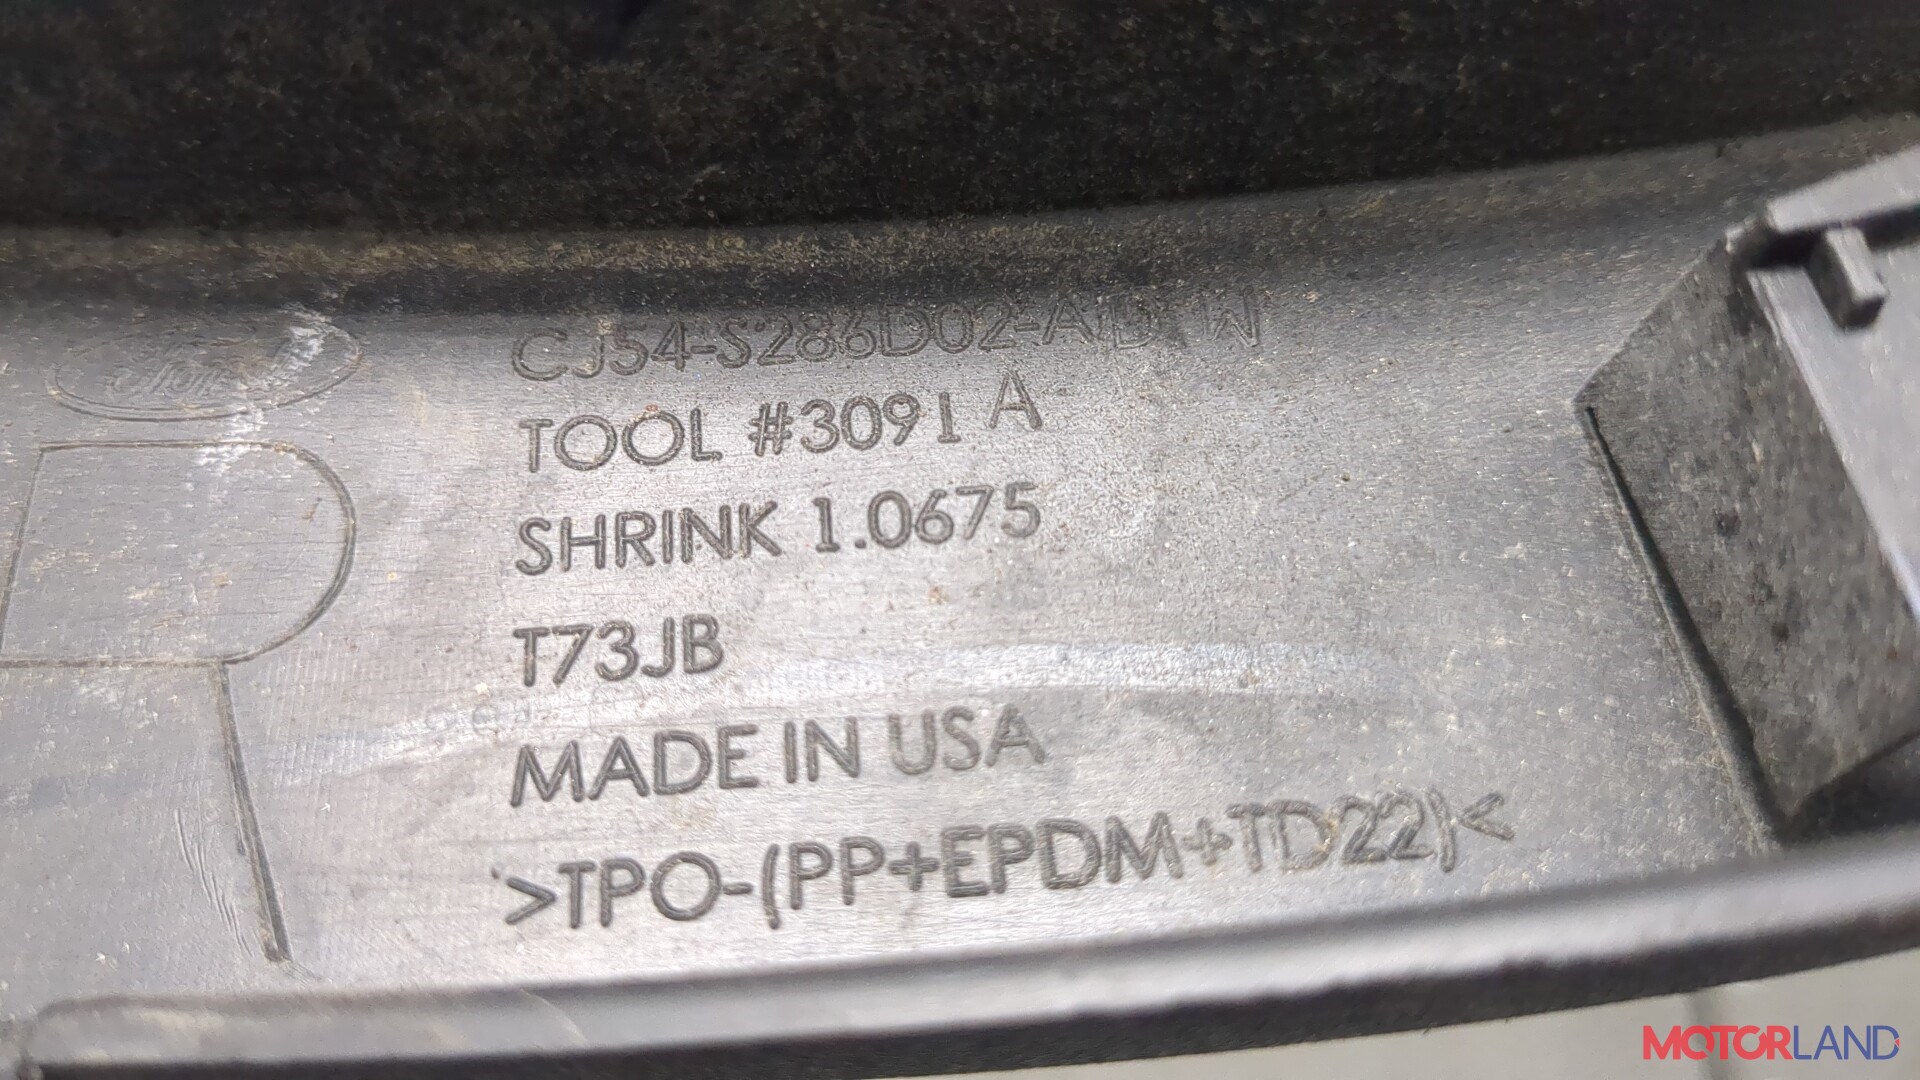 Ford
CJ54-S286D02-AD W
TOOL #3091 A
SHRINK 1.0675
T73JB
MADE IN USA
>TPO-(PP+EPDM+TD22)<
MOTORLAND